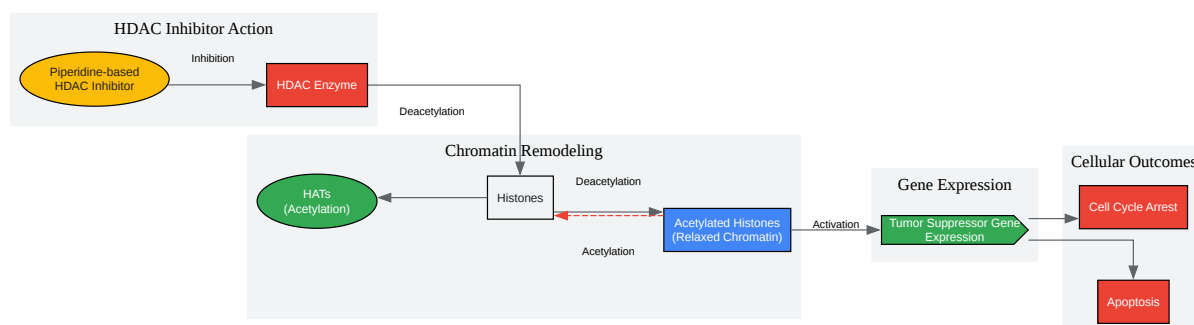 HDAC Inhibitor Action
Piperidine-based
HDAC Inhibitor
Inhibition
HDAC Enzyme
Deacetylation
Chromatin Remodeling
HATs
(Acetylation)
Histones
Deacetylation
Acetylation
Acetylated Histones
(Relaxed Chromatin)
Activation
Gene Expression
Tumor Suppressor Gene
Expression
Cellular Outcomes
Cell Cycle Arrest
Apoptosis